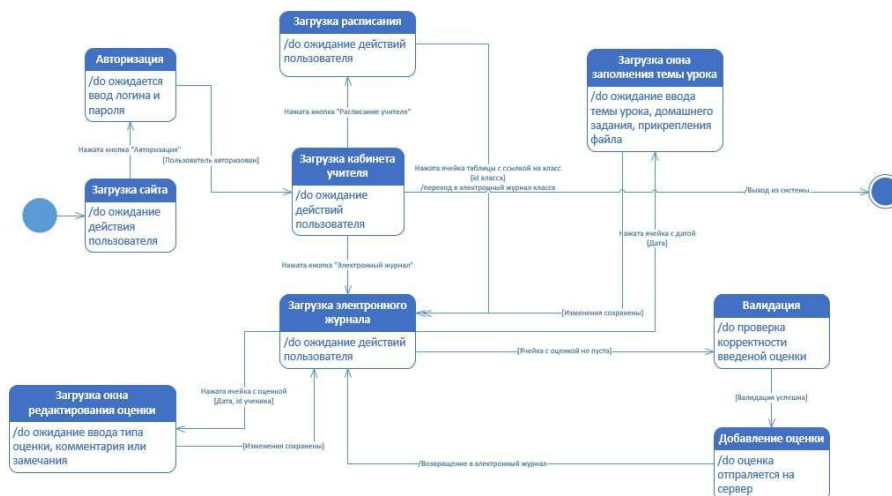 Загрузка расписания
/do ожидание действий
пользователя
Авторизация
/do ожидается
ввод логина и
пароля
Загрузка окна
заполнения темы урока
/do ожидание ввода
темы урока, домашнего
задания, прикрепления
файла
Нажата кнопка "Расписание учителя"
Нажата кнопка "Авторизация"
[Пользователь авторизован]
Загрузка кабинета
учителя
/do ожидание
действий
пользователя
Нажата ячейка таблицы с ссылкой на класс
[id класса]
/переход в электронный журнал класса
/Выход из системы
Загрузка сайта
/do ожидание
действия
пользователя
Нажата ячейка с датой
[Дата]
Нажата кнопка "Электронный журнал"
Загрузка электронного
журнала
/do ожидание действий
пользователя
[Изменения сохранены]
Валидация
/do проверка
корректности
введеной оценки
[Ячейка с оценкой не пуста]
Нажата ячейка с оценкой
[Дата, id ученика]
Загрузка окна
редактирования оценки
/do ожидание ввода типа
оценки, комментария или
замечания
[Изменения сохранены]
[Валидация успешна]
Добавление оценки
/do оценка
отпраляется на
сервер
/Возвращение в электронный журнал